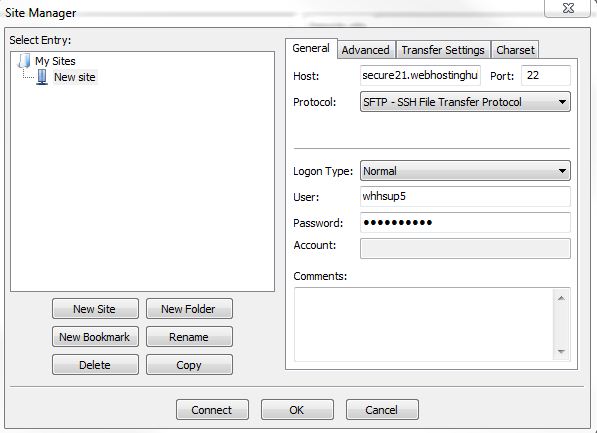 Site Manager
Select Entry:
My Sites
New site
New Site New Folder
New Bookmark Rename
Delete Copy
General Advanced Transfer Settings Charset
Host: secure21.webhostinghu Port: 22
Protocol: SFTP - SSH File Transfer Protocol
Logon Type: Normal
User: whhsup5
Password: ●●●●●●●●●●
Account:
Comments:
Connect OK Cancel